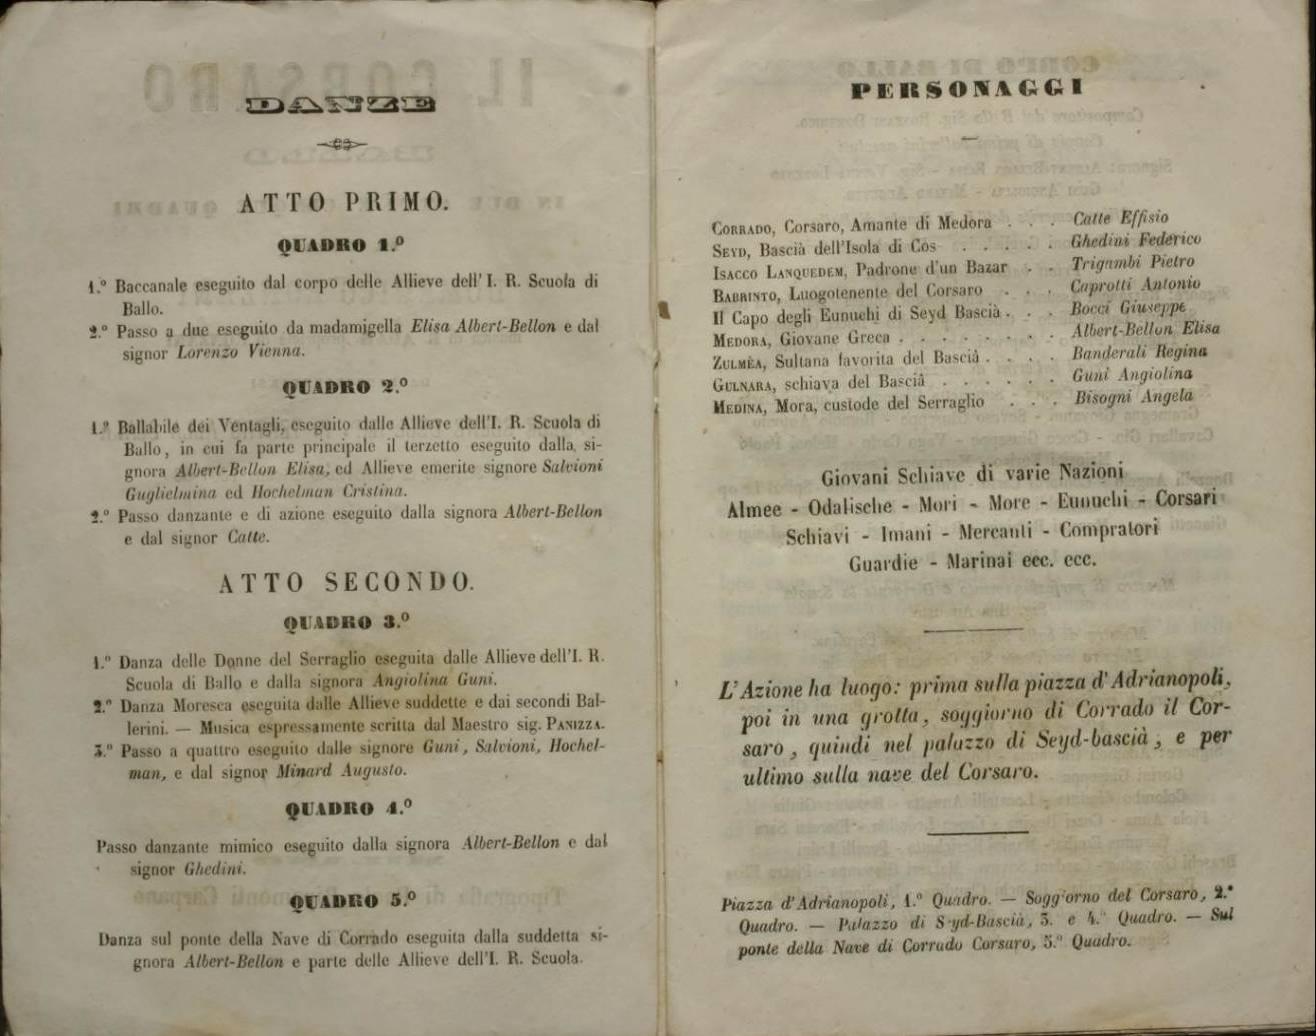 DANZE
ATTO PRIMO.
QUADRO 1.º
1.º Baccanale eseguito dal corpo delle Allieve dell' I. R. Scuola di
Ballo.
2.º Passo a due eseguito da madamigella Elisa Albert-Bellon e dal
signor Lorenzo Vienna.
QUADRO 2.º
1.º Ballabile dei Ventagli, eseguito dalle Allieve dell'I. R. Scuola di
Ballo, in cui fa parte principale il terzetto eseguito dalla si-
gnora Albert-Bellon Elisa, ed Allieve emerite signore Salvioni
Guglielmina ed Hochelman Cristina.
2.º Passo danzante e di azione eseguito dalla signora Albert-Bellon
e dal signor Catte.
ATTO SECONDO.
QUADRO 3.º
1.º Danza delle Donne del Serraglio eseguita dalle Allieve dell'I. R.
Scuola di Ballo e dalla signora Angiolina Guni.
2.º Danza Moresca eseguita dalle Allieve suddette e dai secondi Bal-
lerini. — Musica espressamente scritta dal Maestro sig. PANIZZA.
3.º Passo a quattro eseguito dalle signore Guni, Salvioni, Hochel-
man, e dal signor Minard Augusto.
QUADRO 4.º
Passo danzante mimico eseguito dalla signora Albert-Bellon e dal
signor Ghedini.
QUADRO 5.º
Danza sul ponte della Nave di Corrado eseguita dalla suddetta si-
gnora Albert-Bellon e parte delle Allieve dell'I. R. Scuola.
PERSONAGGI
CORRADO, Corsaro, Amante di Medora . . . Catte Effisio
SEYD, Bascià dell'Isola di Cos . . . . . Ghedini Federico
ISACCO LANQUEDEM, Padrone d'un Bazar . . Trigambi Pietro
BABRINTO, Luogotenente del Corsaro . . . Caprotti Antonio
Il Capo degli Eunuchi di Seyd Bascià . . . Bocci Giuseppe
MEDORA, Giovane Greca . . . . . . . . Albert-Bellon Elisa
ZULMÈA, Sultana favorita del Bascià . . . . Banderali Regina
GULNARA, schiava del Bascià . . . . . . Guni Angiolina
MEDINA, Mora, custode del Serraglio . . . Bisogni Angela
Giovani Schiave di varie Nazioni
Almee - Odalische - Mori - More - Eunuchi - Corsari
Schiavi - Imani - Mercanti - Compratori
Guardie - Marinai ecc. ecc.
L'Azione ha luogo: prima sulla piazza d'Adrianopoli,
poi in una grotta, soggiorno di Corrado il Cor-
saro, quindi nel palazzo di Seyd-bascià, e per
ultimo sulla nave del Corsaro.
Piazza d'Adrianopoli, 1.º Quadro. — Soggiorno del Corsaro, 2.º
Quadro. — Palazzo di Seyd-Bascià, 3. e 4.º Quadro. — Sul
ponte della Nave di Corrado Corsaro, 5.º Quadro.